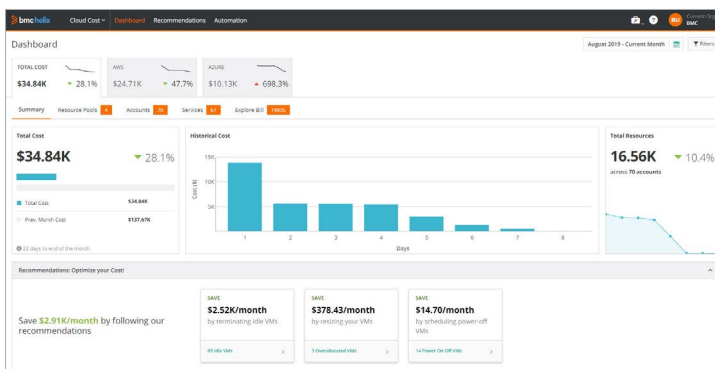 bmc helix Cloud Cost Dashboard Recommendations Automation BU Current Org BMC
Dashboard August 2019 - Current Month Filters
TOTAL COST AWS AZURE
$34.84K 28.1% $24.71K 47.7% $10.13K 698.3%
Summary Resource Pools 4 Accounts 70 Services 67 Explore Bill
Total Cost Historical Cost Total Resources
$34.84K 28.1% 16.56K 10.4%
across 70 accounts
15K
10K
5K
Cost ($)
Total Cost $34.84K
Prev. Month Cost $137.67K
1 2 3 4 5 6 7 8
Days
22 days to end of the month
Recommendations: Optimize your Cost!
Save $2.91K/month by following our
recommendations
SAVE SAVE SAVE
$2.52K/month $378.43/month $14.70/month
by terminating idle VMs by resizing your VMs by scheduling power-off
VMs
Idle VMs 3 Overallocated VMs 14 Power On Off VMs